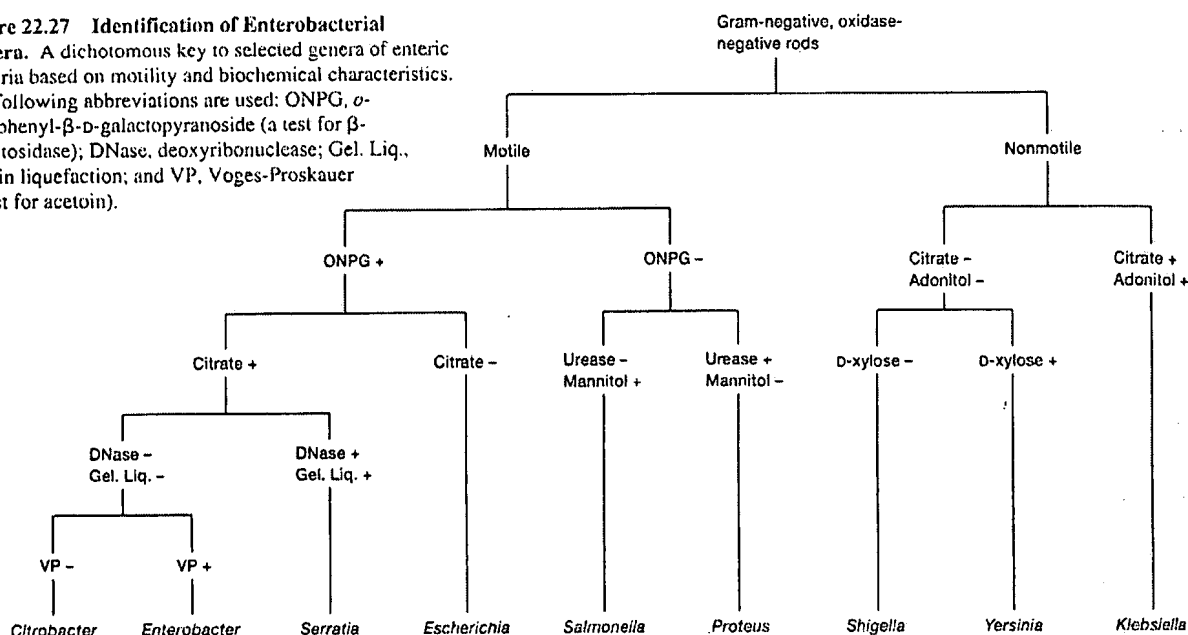 re 22.27 Identification of Enterobacterial
era. A dichotomous key to selected genera of enteric
ria based on motility and biochemical characteristics.
following abbreviations are used: ONPG, o-
phenyl-β-D-galactopyranoside (a test for β-
tosidase); DNase, deoxyribonuclease; Gel. Liq.,
in liquefaction; and VP, Voges-Proskauer
st for acetoin).
Gram-negative, oxidase-
negative rods
Motile
Nonmotile
ONPG +
ONPG –
Citrate –
Adonitol –
Citrate +
Adonitol +
Citrate +
Citrate –
Urease –
Mannitol +
Urease +
Mannitol –
D-xylose –
D-xylose +
DNase –
Gel. Liq. –
DNase +
Gel. Liq. +
VP –
VP +
Citrobacter
Enterobacter
Serratia
Escherichia
Salmonella
Proteus
Shigella
Yersinia
Klebsiella